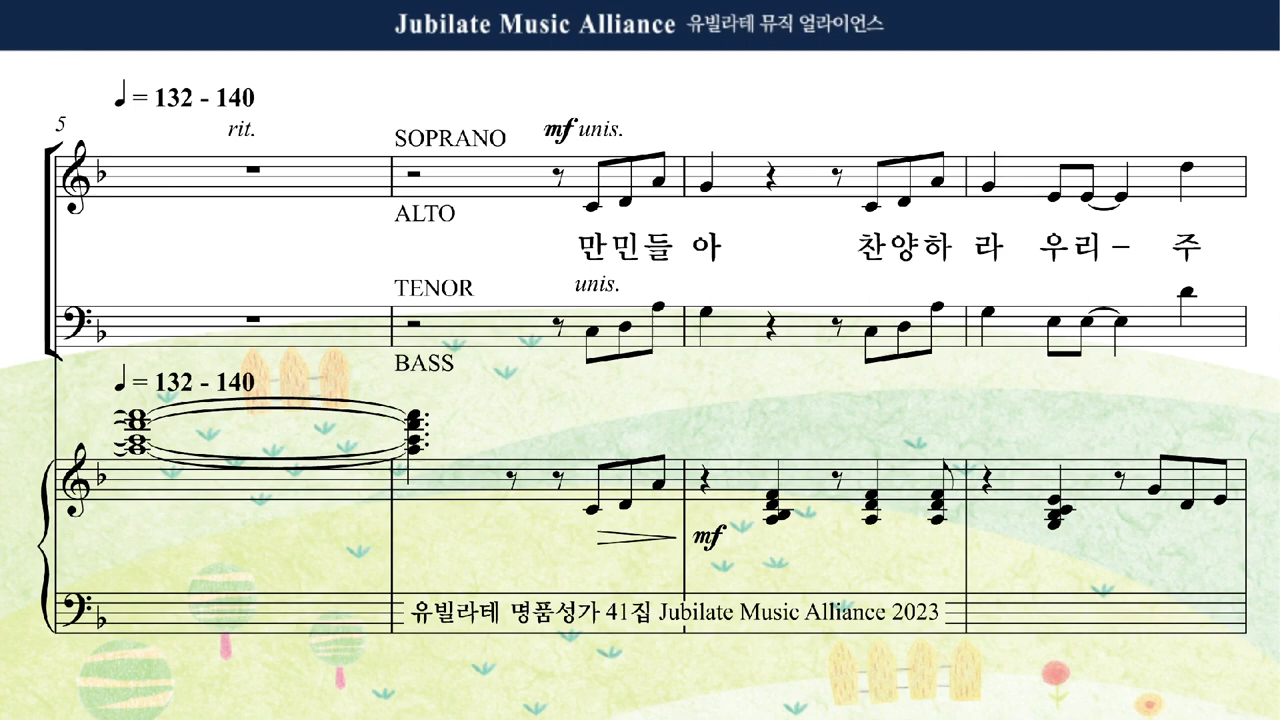 Jubilate Music Alliance 유빌라테 뮤직 얼라이언스
♩ = 132 - 140
5
rit.
SOPRANO
mf unis.
ALTO
만민들 아 찬양하 라 우리 – 주
TENOR
unis.
BASS
♩ = 132 - 140
mf
유빌라테 명품성가 41집 Jubilate Music Alliance 2023